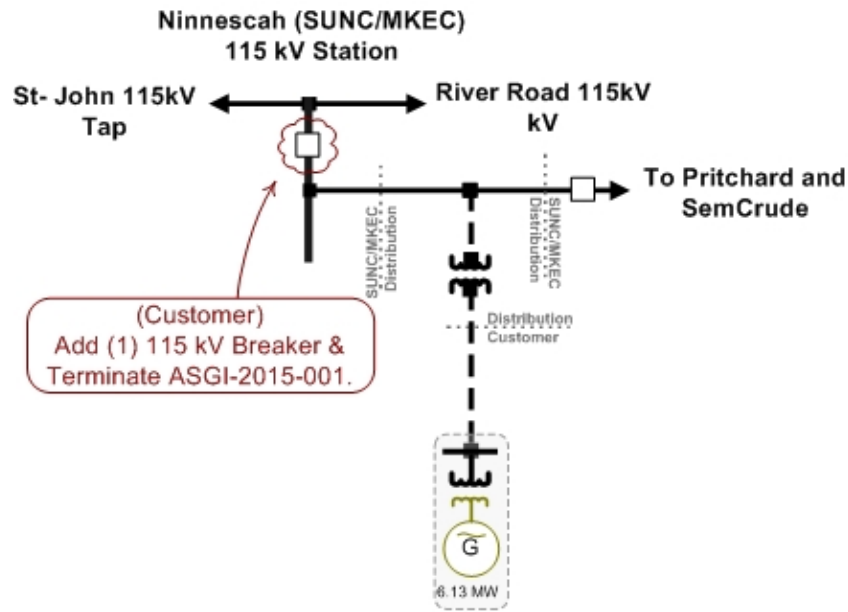 Ninnescah (SUNC/MKEC)
115 kV Station
St- John 115kV
Tap
River Road 115kV
kV
To Pritchard and
SemCrude
SUNC/MKEC
Distribution
SUNC/MKEC
Distribution
(Customer)
Add (1) 115 kV Breaker &
Terminate ASGI-2015-001.
Distribution
Customer
G
6.13 MW